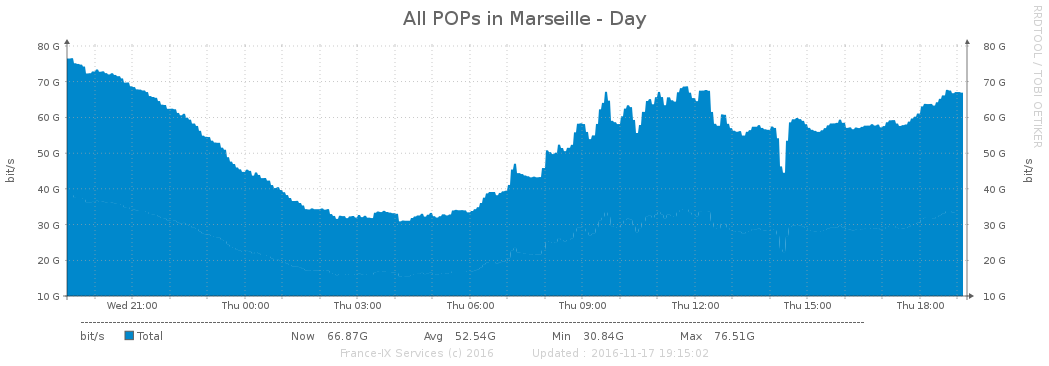 All POPs in Marseille - Day
RRDTOOL / TOBI OETIKER
bit/s
80 G
70 G
60 G
50 G
40 G
30 G
20 G
10 G
80 G
70 G
60 G
50 G
40 G
30 G
20 G
10 G
bit/s
Wed 21:00 Thu 00:00 Thu 03:00 Thu 06:00 Thu 09:00 Thu 12:00 Thu 15:00 Thu 18:00
bit/s Total Now 66.87G Avg 52.54G Min 30.84G Max 76.51G
France-IX Services (c) 2016 Updated : 2016-11-17 19:15:02